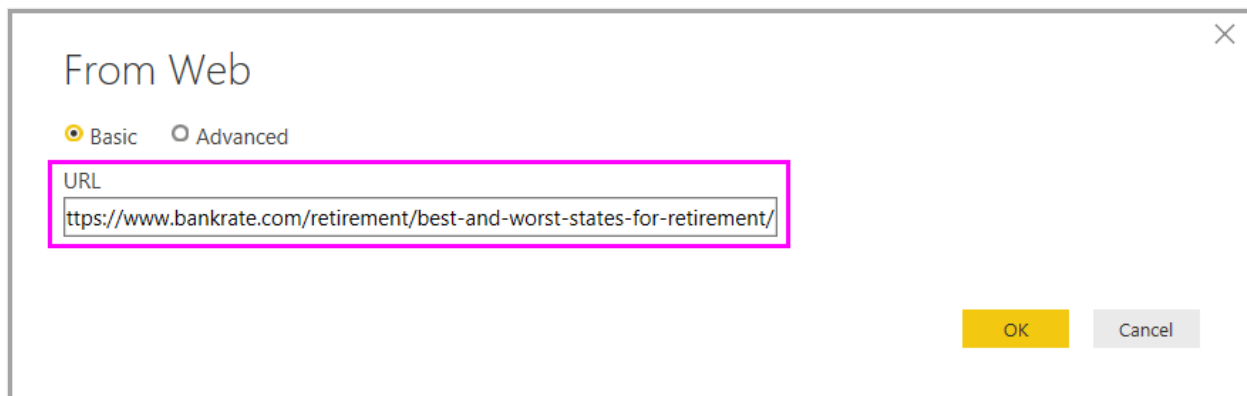 From Web
Basic Advanced
URL
ttps://www.bankrate.com/retirement/best-and-worst-states-for-retirement/
OK Cancel